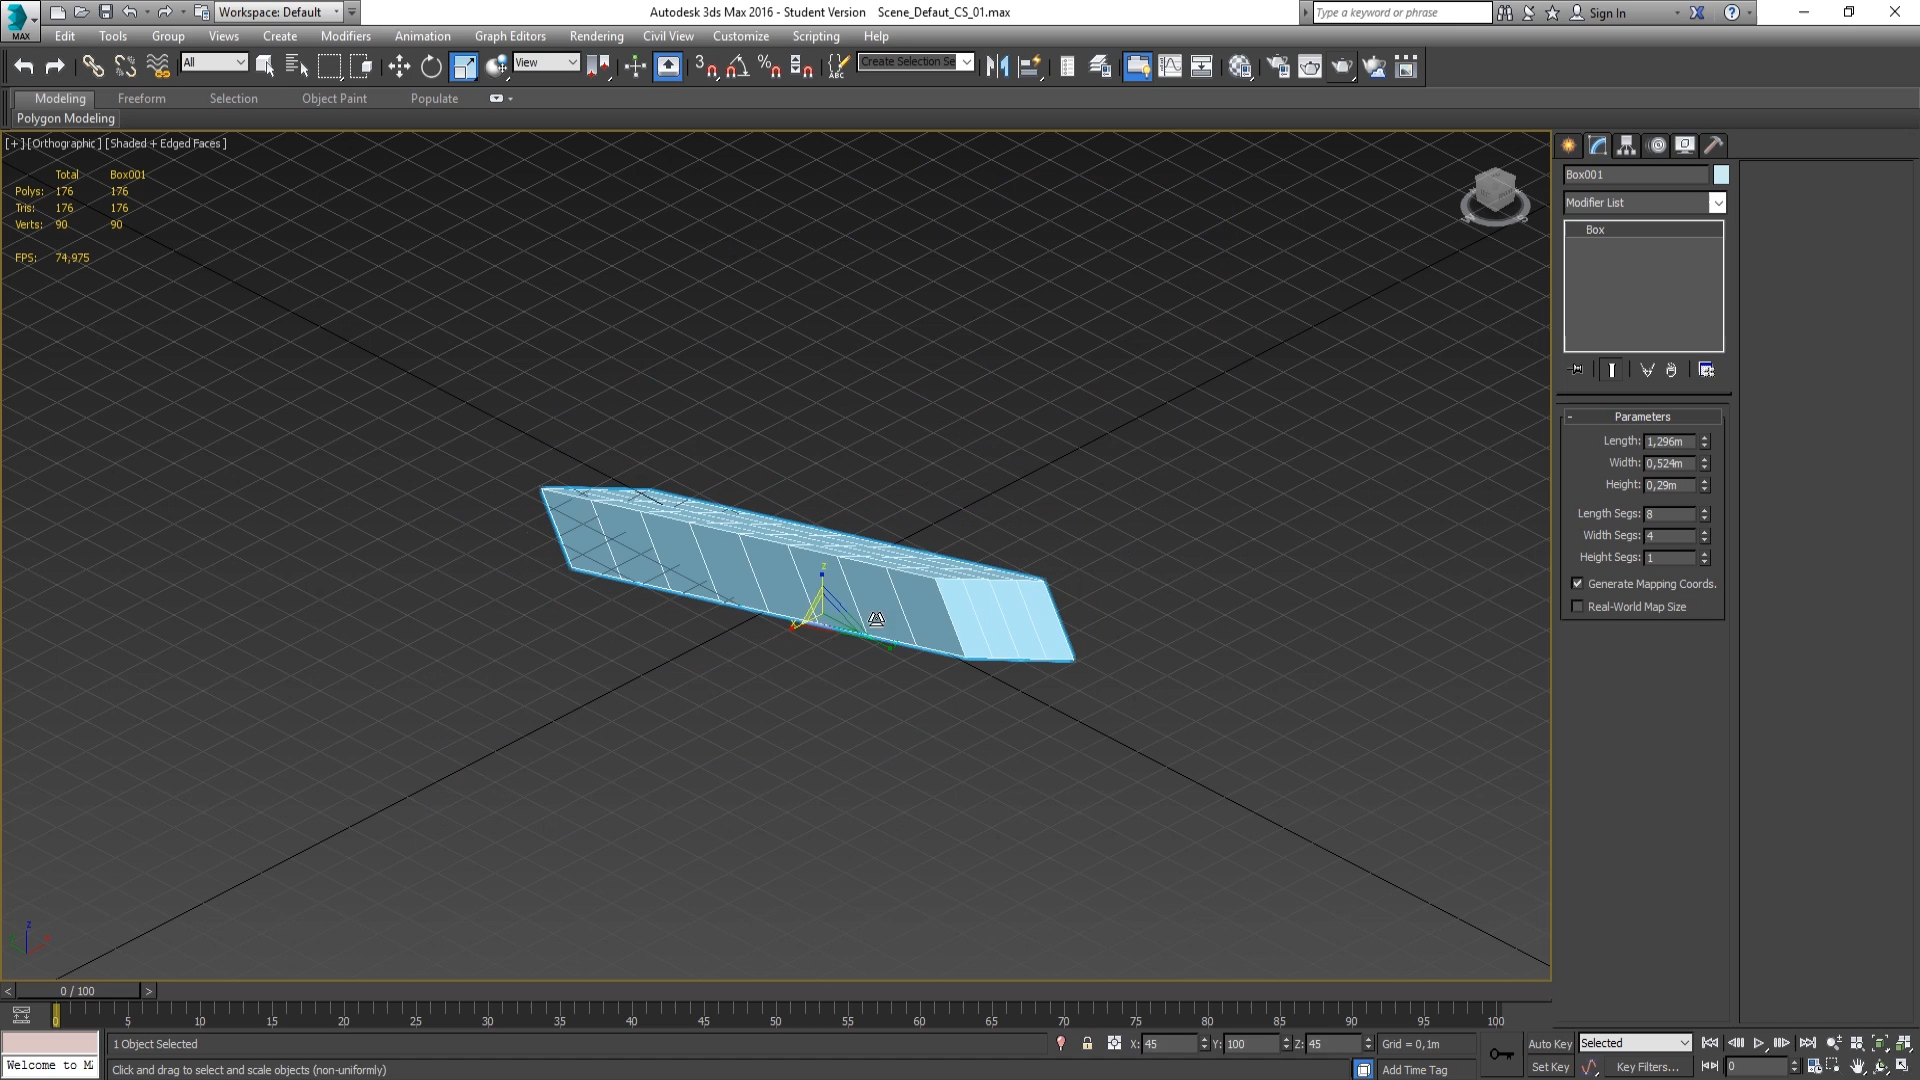 Workspace: Default
Autodesk 3ds Max 2016 - Student Version Scene_Defaut_CS_01.max
Type a keyword or phrase
Sign In
MAX
Edit Tools Group Views Create Modifiers Animation Graph Editors Rendering Civil View Customize Scripting Help
All
View
3
%
ABC
Create Selection Se
Modeling Freeform Selection Object Paint Populate
Polygon Modeling
[+] [Orthographic ] [Shaded + Edged Faces ]
Total Box001
Polys: 176 176
Tris: 176 176
Verts: 90 90
FPS: 74,975
Box001
Modifier List
Box
- Parameters
Length: 1,296m
Width: 0,524m
Height: 0,29m
Length Segs: 8
Width Segs: 4
Height Segs: 1
Generate Mapping Coords.
Real-World Map Size
z
z
< 0 / 100 >
0 5 10 15 20 25 30 35 40 45 50 55 60 65 70 75 80 85 90 95 100
1 Object Selected
X: 45 Y: 100 Z: 45 Grid = 0,1m
Auto Key Selected
Welcome to M
Click and drag to select and scale objects (non-uniformly)
Add Time Tag
Set Key Key Filters... 0